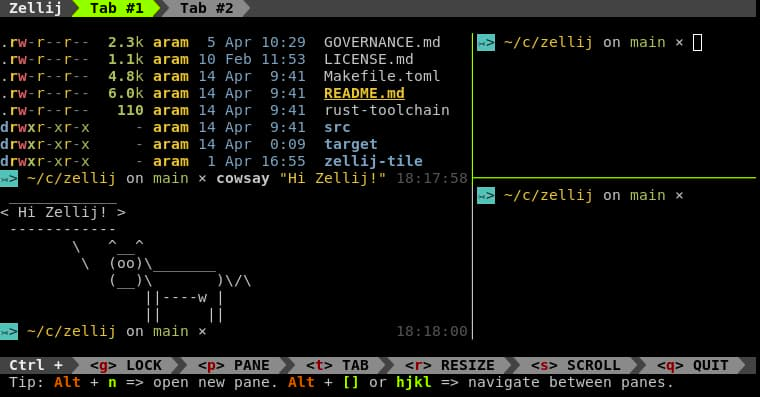 Zellij Tab #1 Tab #2
.rw-r--r-- 2.3k aram 5 Apr 10:29 GOVERNANCE.md
.rw-r--r-- 1.1k aram 10 Feb 11:53 LICENSE.md
.rw-r--r-- 4.8k aram 14 Apr 9:41 Makefile.toml
.rw-r--r-- 6.0k aram 14 Apr 9:41 README.md
.rw-r--r-- 110 aram 14 Apr 9:41 rust-toolchain
drwxr-xr-x - aram 14 Apr 9:41 src
drwxr-xr-x - aram 14 Apr 0:09 target
drwxr-xr-x - aram 1 Apr 16:55 zellij-tile
~/c/zellij on main × cowsay "Hi Zellij!" 18:17:58
 ____________
< Hi Zellij! >
 ------------
        \   ^__^
         \  (oo)\_______
            (__)\       )\/\
                ||----w |
                ||     ||
~/c/zellij on main × 18:18:00
~/c/zellij on main ×
~/c/zellij on main ×
Ctrl + <g> LOCK <p> PANE <t> TAB <r> RESIZE <s> SCROLL <q> QUIT
Tip: Alt + n => open new pane. Alt + [] or hjkl => navigate between panes.